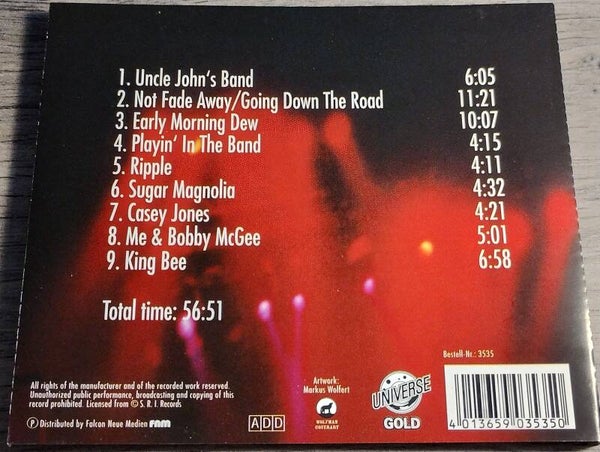 1. Uncle John's Band 6:05
2. Not Fade Away/Going Down The Road 11:21
3. Early Morning Dew 10:07
4. Playin' In The Band 4:15
5. Ripple 4:11
6. Sugar Magnolia 4:32
7. Casey Jones 4:21
8. Me & Bobby McGee 5:01
9. King Bee 6:58
Total time: 56:51
Bestell-Nr.: 3535
All rights of the manufacturer and of the recorded work reserved.
Unauthorized public performance, broadcasting and copying of this
record prohibited. Licensed from © S. R. I. Records
℗ Distributed by Falcon Neue Medien FNM
ADD
Artwork:
Markus Wolfert
WOLFMAN
UNIVERSE
GOLD
4 013659 035350